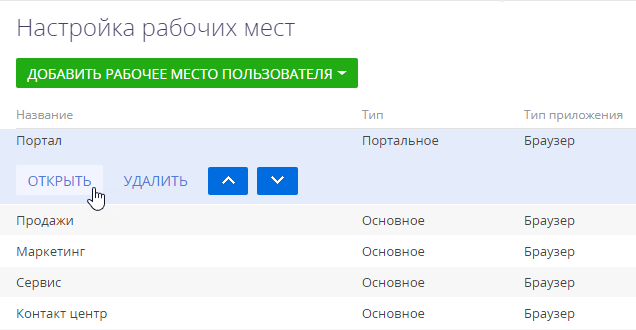 Настройка рабочих мест
ДОБАВИТЬ РАБОЧЕЕ МЕСТО ПОЛЬЗОВАТЕЛЯ
Название Тип Тип приложения
Портал Портальное Браузер
ОТКРЫТЬ УДАЛИТЬ
Продажи Основное Браузер
Маркетинг Основное Браузер
Сервис Основное Браузер
Контакт центр Основное Браузер